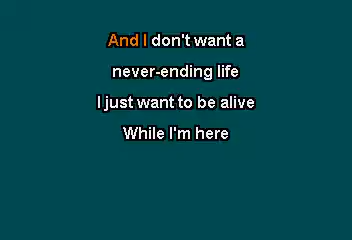 And I don't want a
never-ending life
I just want to be alive
While I'm here